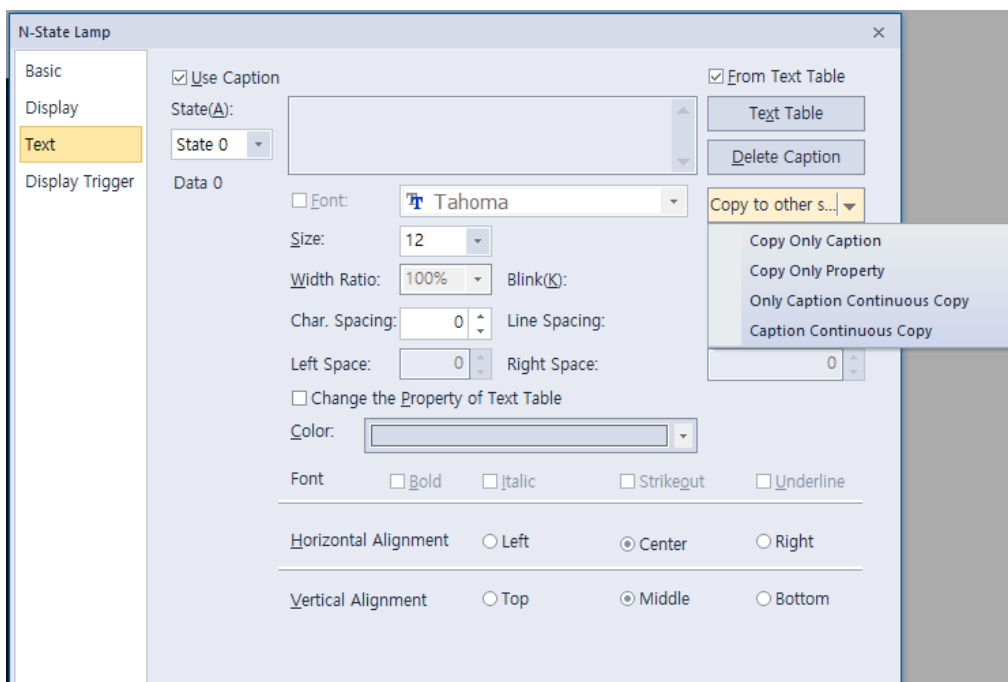 N-State Lamp
Basic
Display
Text
Display Trigger
Use Caption
From Text Table
State(A):
State 0
Data 0
Text Table
Delete Caption
Font:
Tahoma
Copy to other s...
Copy Only Caption
Copy Only Property
Only Caption Continuous Copy
Caption Continuous Copy
Size:
12
Width Ratio:
100%
Blink(K):
Char. Spacing:
0
Line Spacing:
Left Space:
0
Right Space:
0
Change the Property of Text Table
Color:
Font
Bold
Italic
Strikeout
Underline
Horizontal Alignment
Left
Center
Right
Vertical Alignment
Top
Middle
Bottom